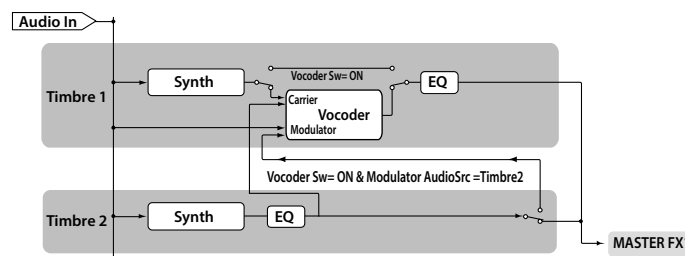 Audio In
Timbre 1
Synth
Vocoder Sw= ON
EQ
Carrier
Vocoder
Modulator
Vocoder Sw= ON & Modulator AudioSrc =Timbre2
Timbre 2
Synth
EQ
MASTER FX